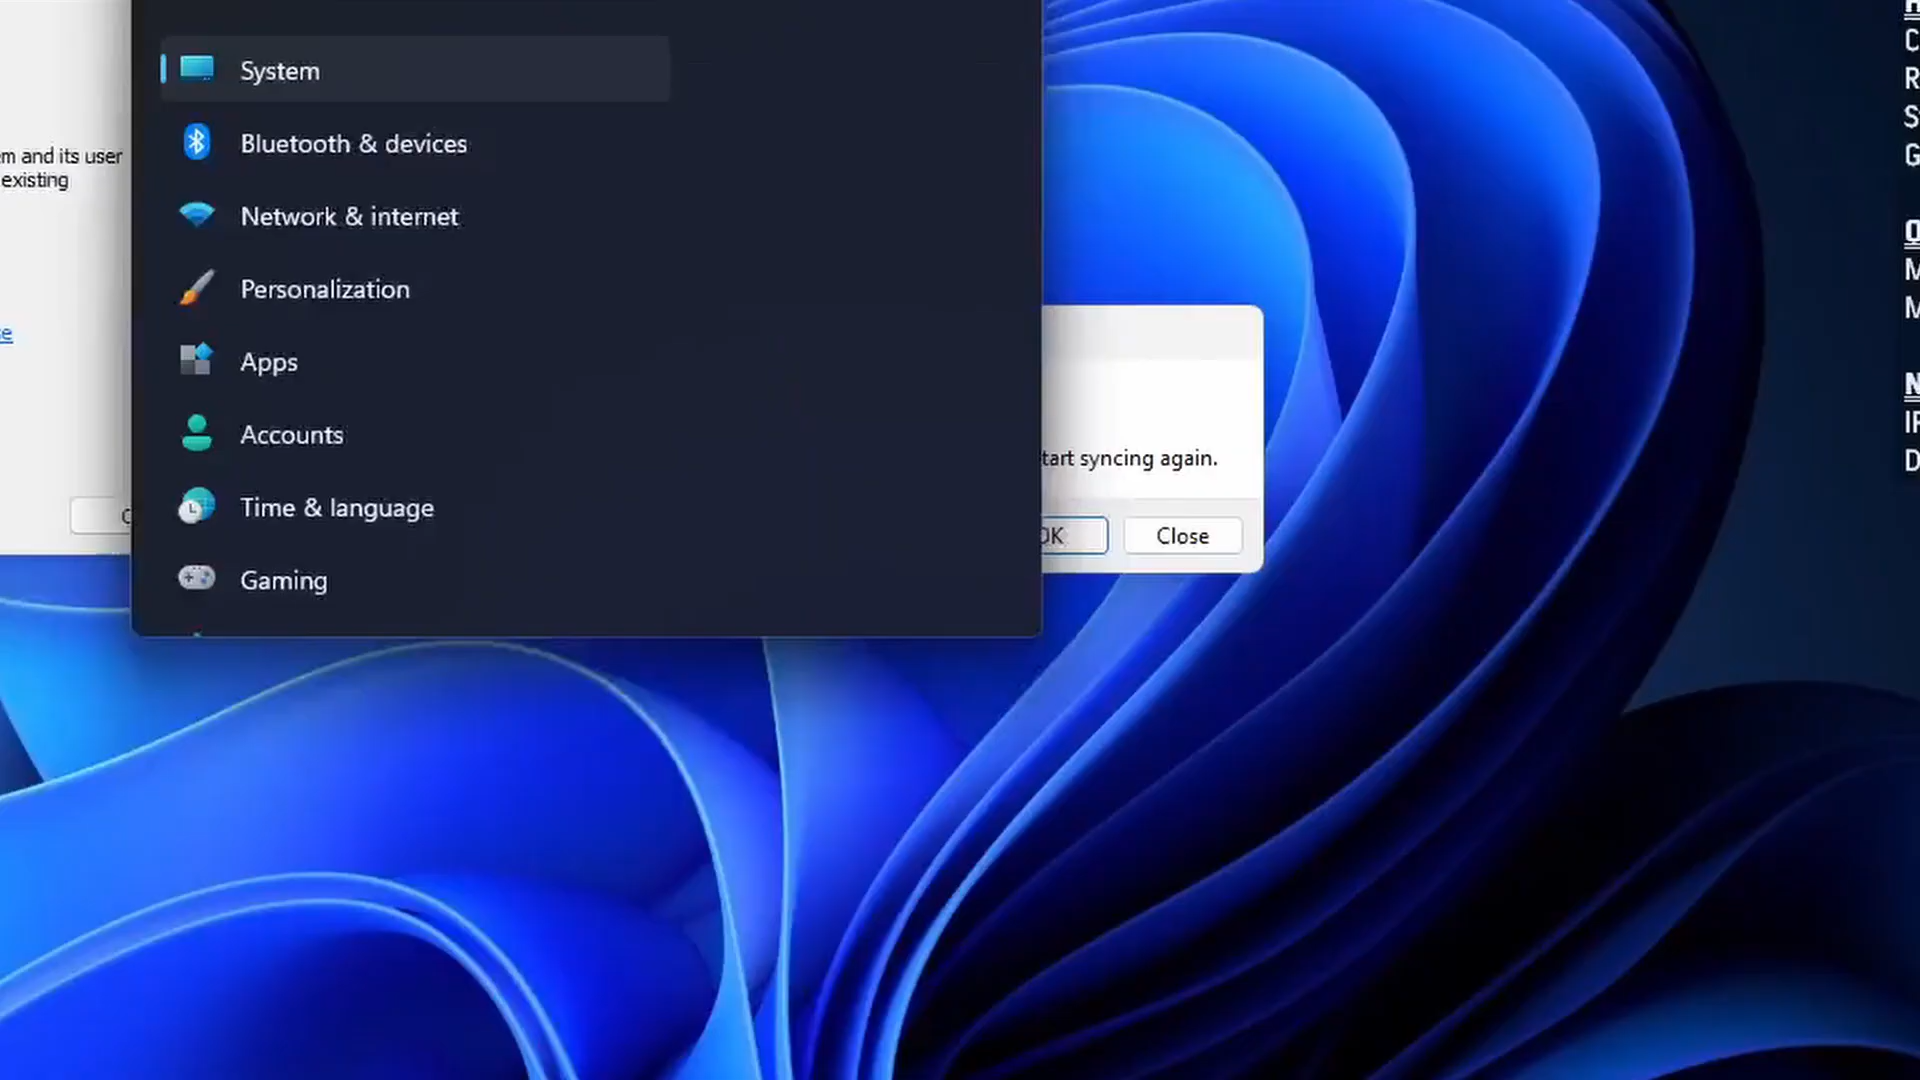 m and its user
existing
System
Bluetooth & devices
Network & internet
Personalization
Apps
Accounts
Time & language
Gaming
tart syncing again.
OK
Close